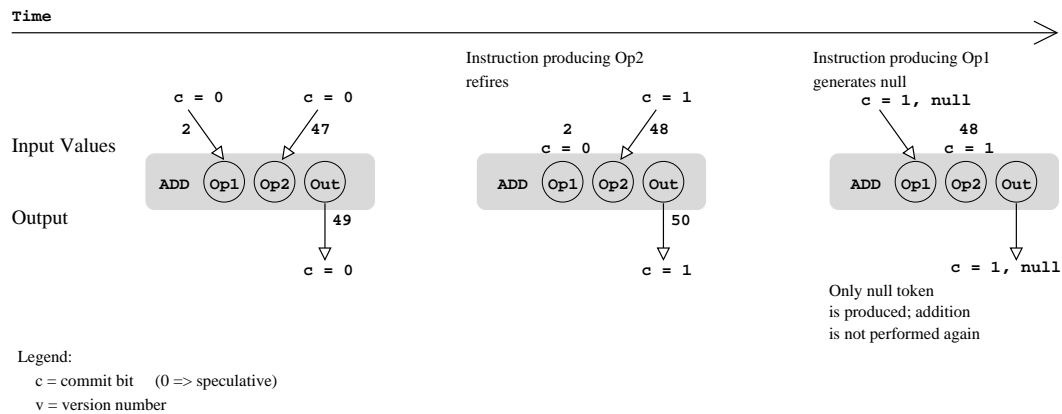 Time
Instruction producing Op2
refires
Instruction producing Op1
generates null
c = 0
c = 0
c = 1
c = 1, null
2
47
2
c = 0
48
48
c = 1
Input Values
ADD Op1 Op2 Out
ADD Op1 Op2 Out
ADD Op1 Op2 Out
Output
49
50
c = 0
c = 1
c = 1, null
Only null token
is produced; addition
is not performed again
Legend:
c = commit bit (0 => speculative)
v = version number